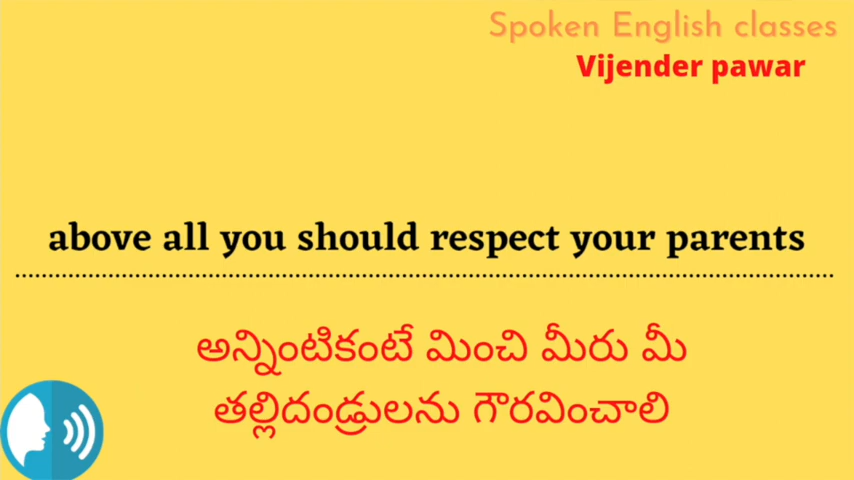 Spoken English classes
Vijender pawar
above all you should respect your parents
అన్నింటికంటే మించి మీరు మీ
తల్లిదండ్రులను గౌరవించాలి